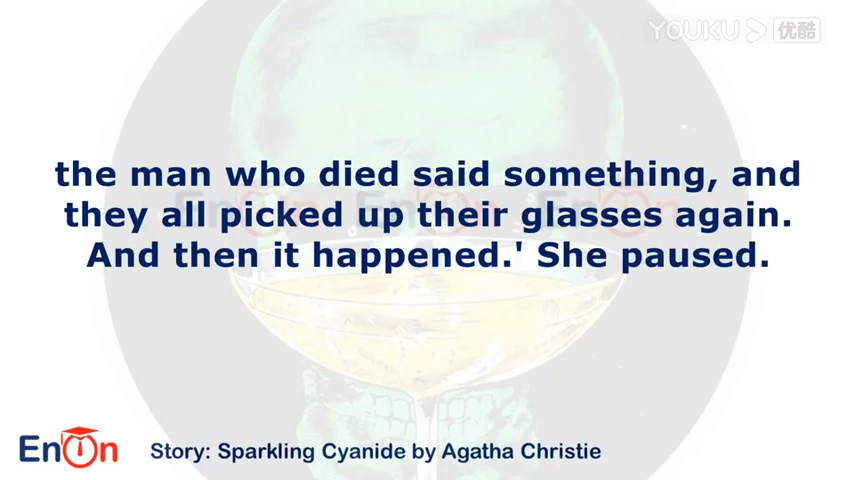 YOUKU 优酷
the man who died said something, and
they all picked up their glasses again.
And then it happened.' She paused.
EnOn
Story: Sparkling Cyanide by Agatha Christie